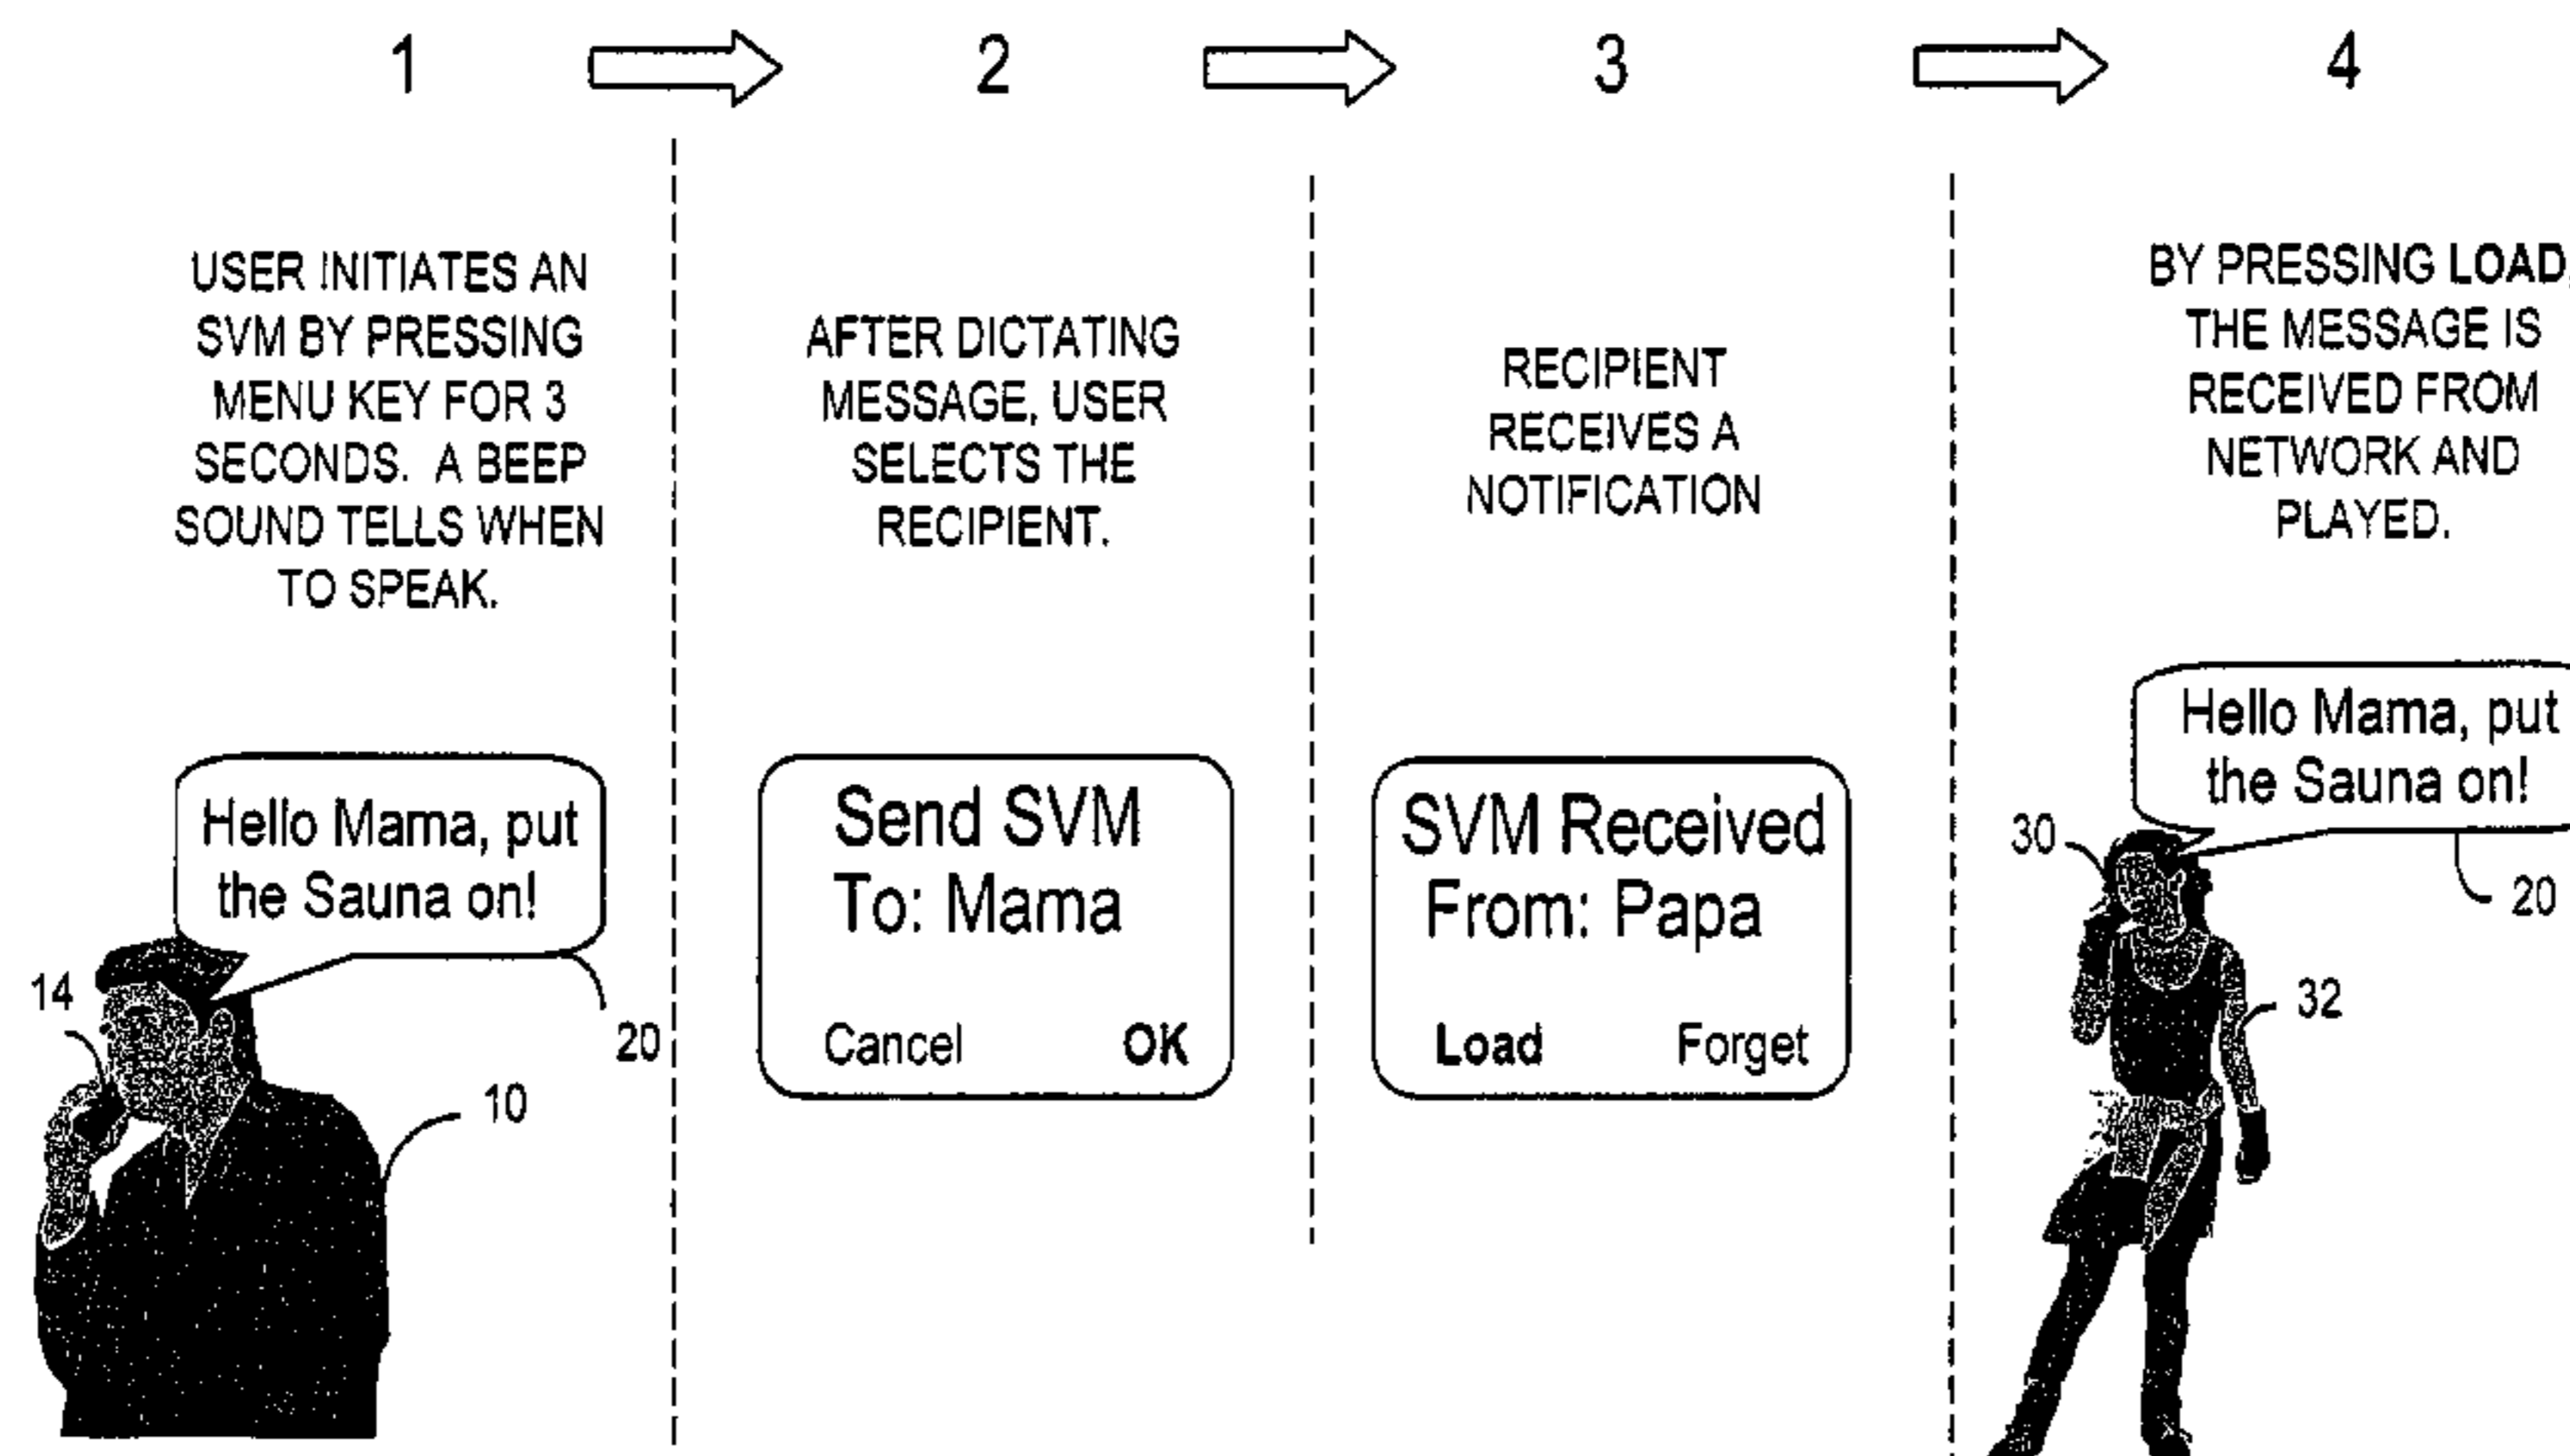 1
2
3
4
USER INITIATES AN
SVM BY PRESSING
MENU KEY FOR 3
SECONDS. A BEEP
SOUND TELLS WHEN
TO SPEAK.
AFTER DICTATING
MESSAGE, USER
SELECTS THE
RECIPIENT.
RECIPIENT
RECEIVES A
NOTIFICATION
BY PRESSING LOAD,
THE MESSAGE IS
RECEIVED FROM
NETWORK AND
PLAYED.
Hello Mama, put
the Sauna on!
14
20
10
Send SVM
To: Mama
Cancel OK
SVM Received
From: Papa
Load Forget
Hello Mama, put
the Sauna on!
30
20
32